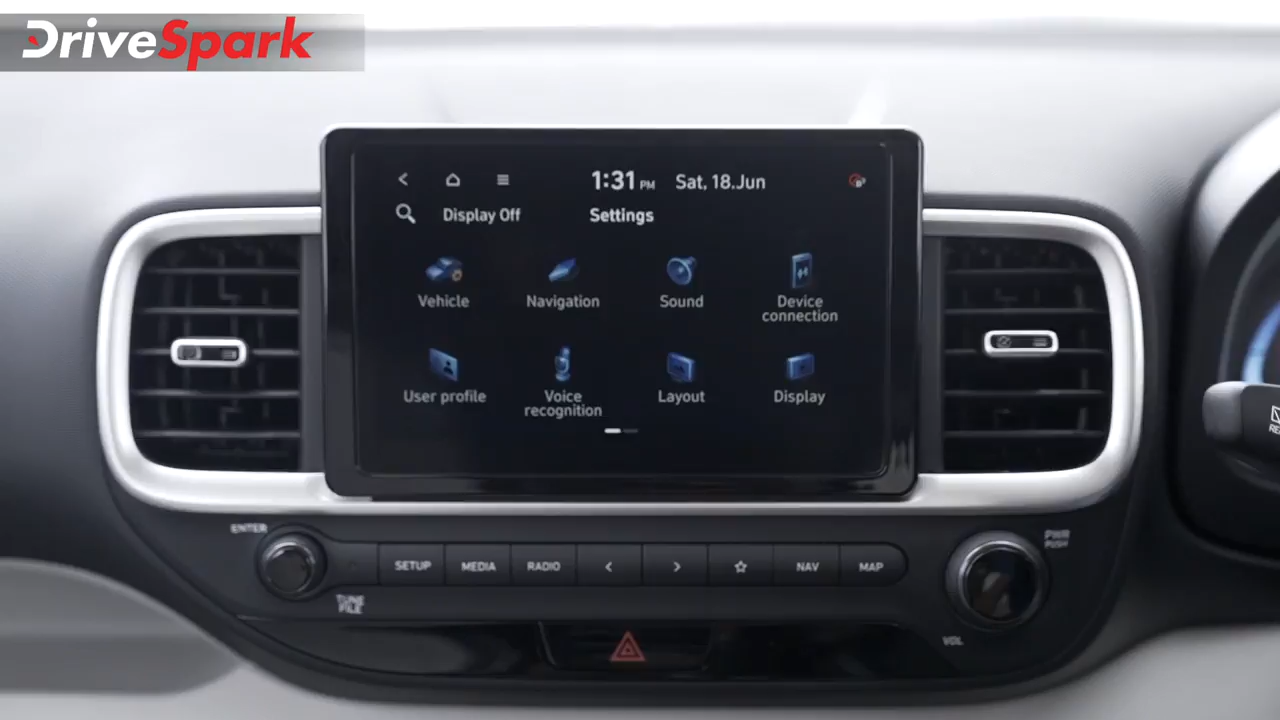 DriveSpark
1:31 PM Sat, 18.Jun
Display Off Settings
Vehicle Navigation Sound Device
connection
User profile Voice
recognition Layout Display
ENTER
PWR
PUSH
SETUP MEDIA RADIO NAV MAP
TUNE
FILE
VOL